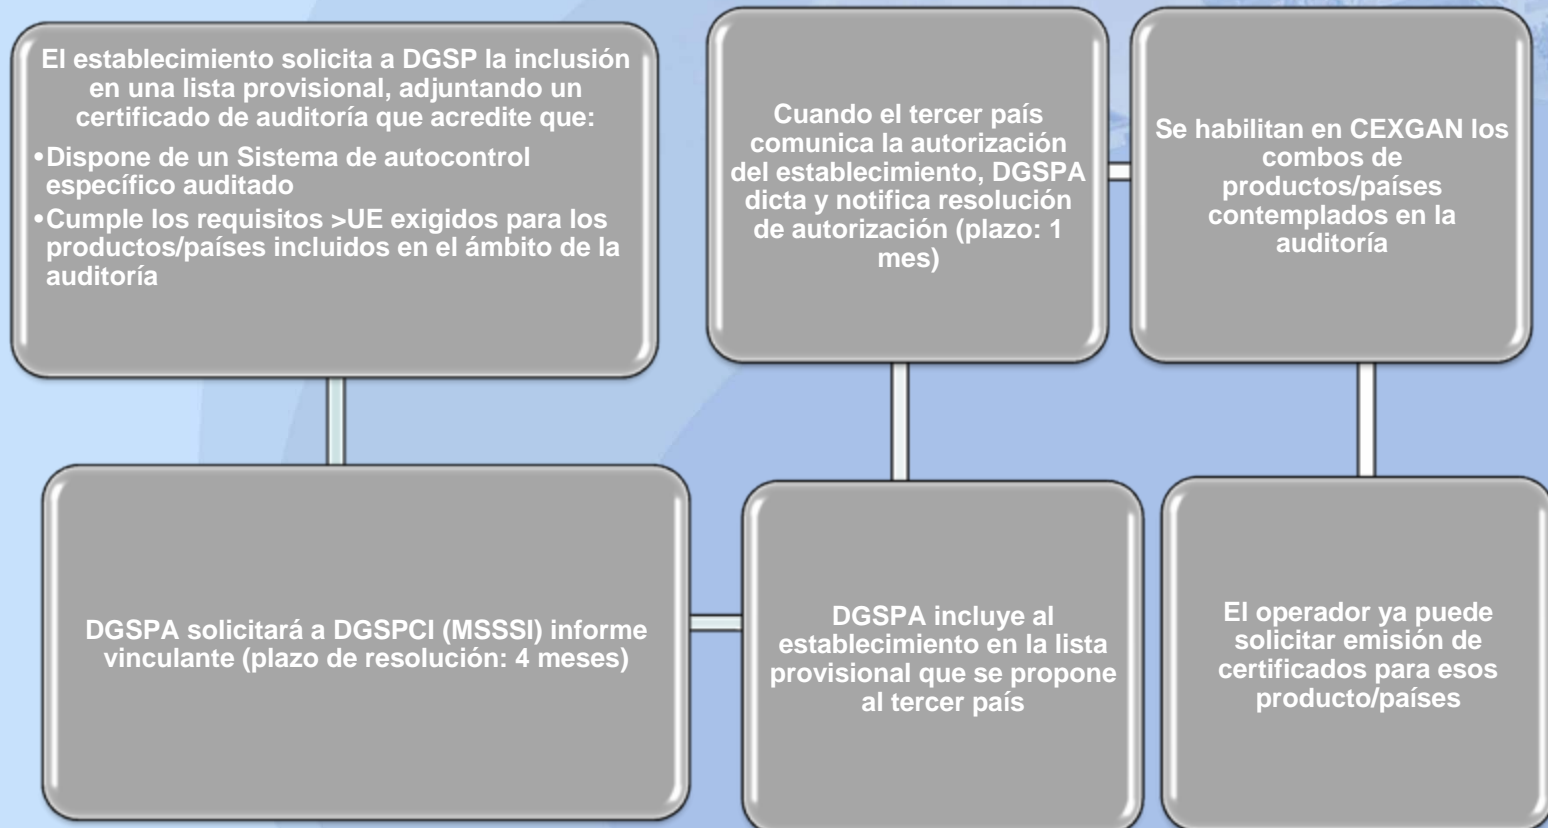 El establecimiento solicita a DGSP la inclusión
en una lista provisional, adjuntando un
certificado de auditoría que acredite que:
•Dispone de un Sistema de autocontrol
específico auditado
•Cumple los requisitos >UE exigidos para los
productos/países incluidos en el ámbito de la
auditoría
DGSPA solicitará a DGSPCI (MSSSI) informe
vinculante (plazo de resolución: 4 meses)
DGSPA incluye al
establecimiento en la lista
provisional que se propone
al tercer país
Cuando el tercer país
comunica la autorización
del establecimiento, DGSPA
dicta y notifica resolución
de autorización (plazo: 1
mes)
Se habilitan en CEXGAN los
combos de
productos/países
contemplados en la
auditoría
El operador ya puede
solicitar emisión de
certificados para esos
producto/países